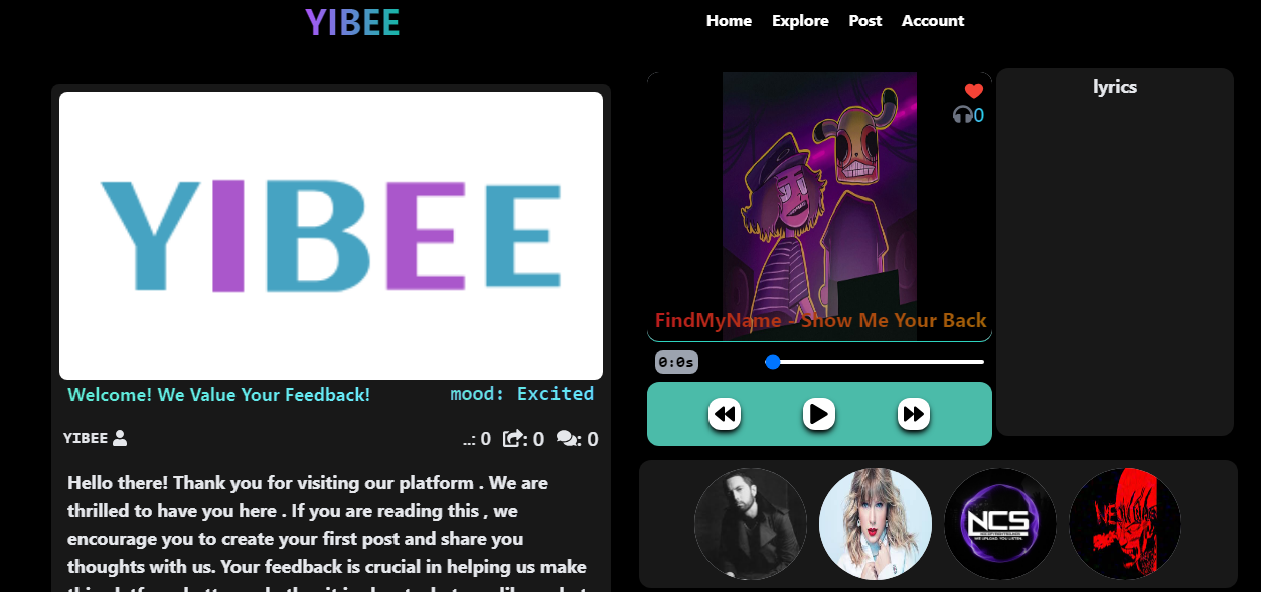 YIBEE
Home Explore Post Account
YIBEE
Welcome! We Value Your Feedback!
mood: Excited
YIBEE
..: 0 : 0 : 0
Hello there! Thank you for visiting our platform . We are
thrilled to have you here . If you are reading this , we
encourage you to create your first post and share you
thoughts with us. Your feedback is crucial in helping us make
0
FindMyName - Show Me Your Back
0:0s
lyrics
NCS